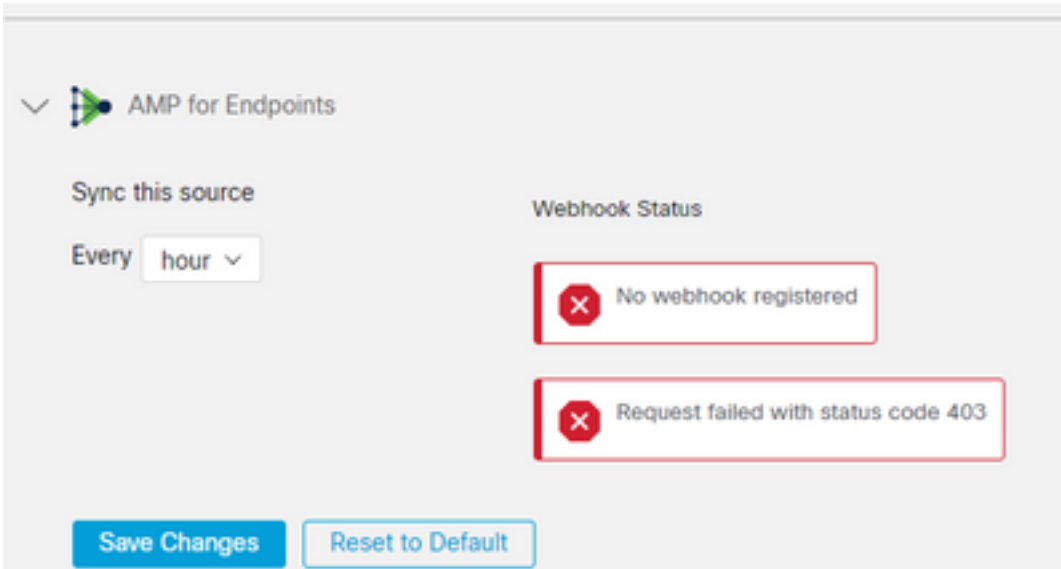 AMP for Endpoints
Sync this source
Every hour
Webhook Status
No webhook registered
Request failed with status code 403
Save Changes
Reset to Default